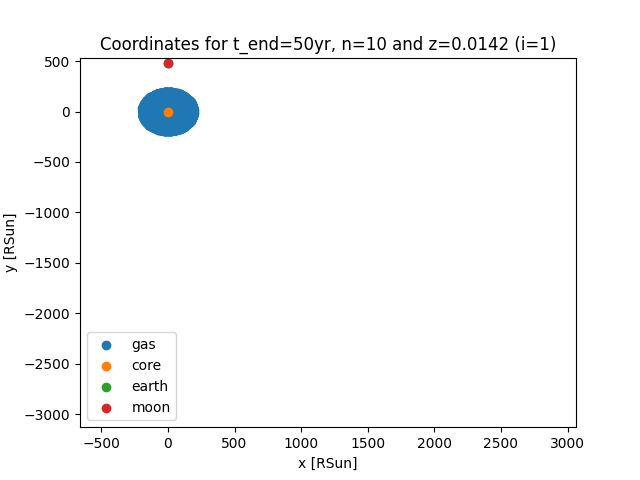 Coordinates for t_end=50yr, n=10 and z=0.0142 (i=1)
500
0
−500
−1000
−1500
−2000
−2500
−3000
y [RSun]
gas
core
earth
moon
−500 0 500 1000 1500 2000 2500 3000
x [RSun]